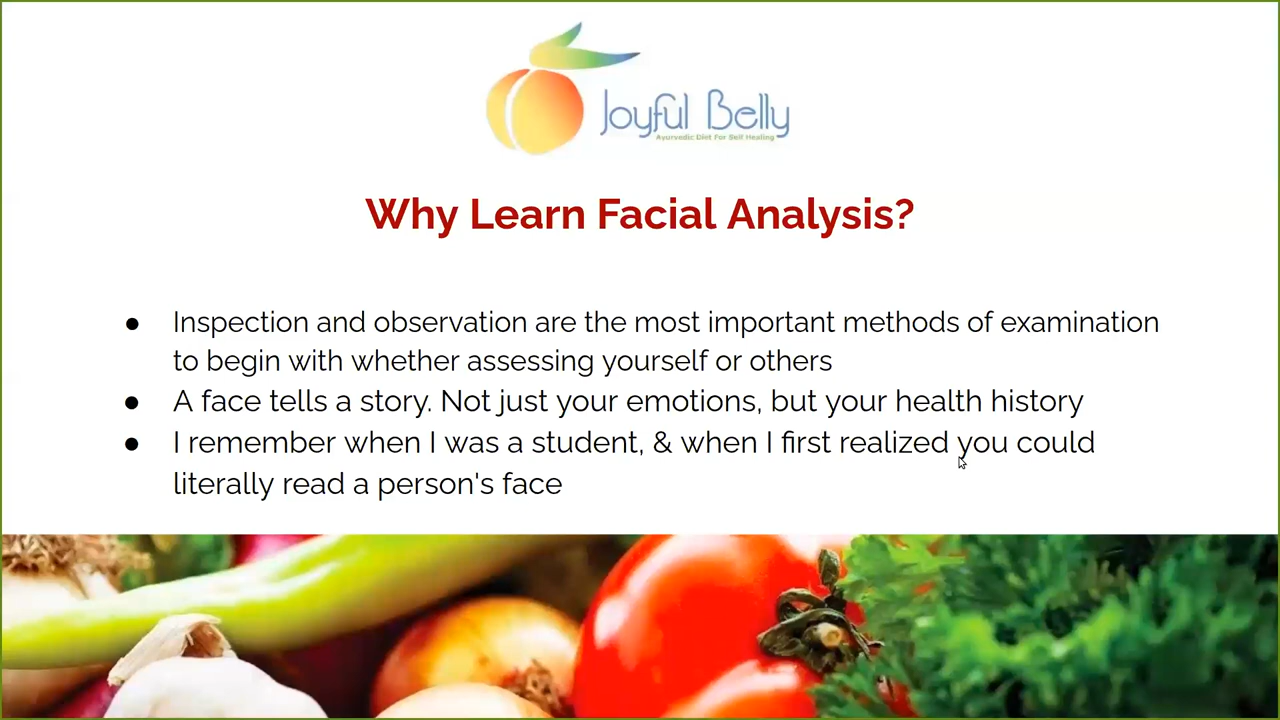 Joyful Belly
Ayurvedic Diet For Self Healing
Why Learn Facial Analysis?
● Inspection and observation are the most important methods of examination
to begin with whether assessing yourself or others
● A face tells a story. Not just your emotions, but your health history
● I remember when I was a student, & when I first realized you could
literally read a person's face